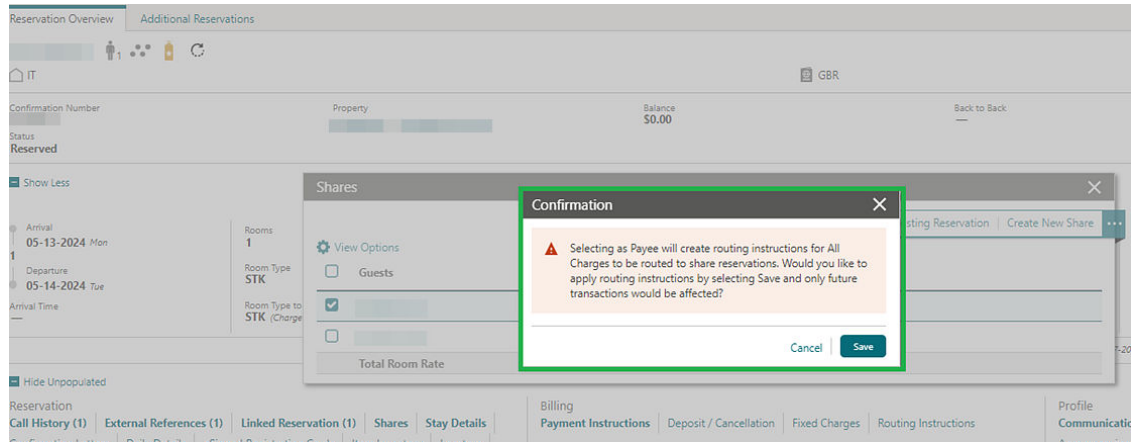 Reservation Overview Additional Reservations
1
IT GBR
Confirmation Number Property Balance Back to Back
$0.00 —
Status
Reserved
Show Less
Shares
Confirmation
Arrival
05-13-2024 Mon
1
Departure
05-14-2024 Tue
Arrival Time
—
Rooms
1
Room Type
STK
Room Type to
STK (Charge
sting Reservation Create New Share ...
View Options
Guests
Total Room Rate
Selecting as Payee will create routing instructions for All
Charges to be routed to share reservations. Would you like to
apply routing instructions by selecting Save and only future
transactions would be affected?
Cancel Save
Hide Unpopulated
Reservation Billing Profile
Call History (1) External References (1) Linked Reservation (1) Shares Stay Details Payment Instructions Deposit / Cancellation Fixed Charges Routing Instructions Communicatio